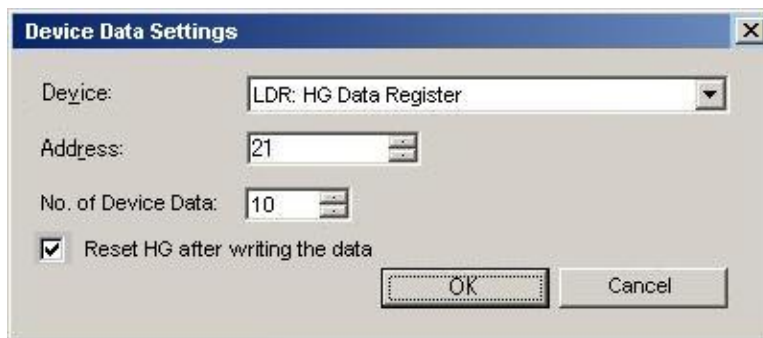 Device Data Settings
Device: LDR: HG Data Register
Address: 21
No. of Device Data: 10
Reset HG after writing the data
OK Cancel